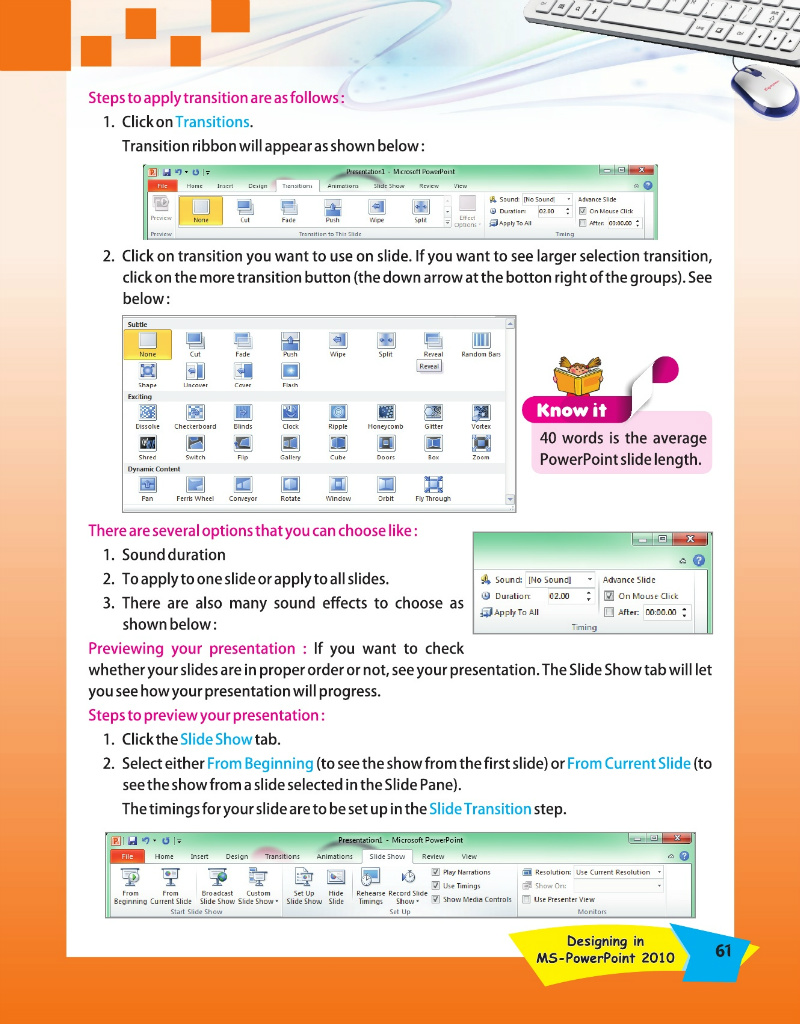 Steps to apply transition are as follows :
1. Click on Transitions.
Transition ribbon will appear as shown below :
Presentation1 - Microsoft PowerPoint
File Home Insert Design Transitions Animations Slide Show Review View
Preview None Cut Fade Push Wipe Split Effect Options
Sound: [No Sound] Advance Slide
Duration: 02.00 On Mouse Click
Apply To All After: 00:00.00
Preview Transition to This Slide Timing
2. Click on transition you want to use on slide. If you want to see larger selection transition,
click on the more transition button (the down arrow at the botton right of the groups). See
below :
Subtle
None Cut Fade Push Wipe Split Reveal Random Bars
Reveal
Shape Uncover Cover Flash
Exciting
Dissolve Checkerboard Blinds Clock Ripple Honeycomb Glitter Vortex
Shred Switch Flip Gallery Cube Doors Box Zoom
Dynamic Content
Pan Ferris Wheel Conveyor Rotate Window Orbit Fly Through
Know it
40 words is the average
PowerPoint slide length.
There are several options that you can choose like :
1. Sound duration
2. To apply to one slide or apply to all slides.
3. There are also many sound effects to choose as
shown below :
Sound: [No Sound] Advance Slide
Duration: 02.00 On Mouse Click
Apply To All After: 00:00.00
Timing
Previewing your presentation : If you want to check
whether your slides are in proper order or not, see your presentation. The Slide Show tab will let
you see how your presentation will progress.
Steps to preview your presentation :
1. Click the Slide Show tab.
2. Select either From Beginning (to see the show from the first slide) or From Current Slide (to
see the show from a slide selected in the Slide Pane).
The timings for your slide are to be set up in the Slide Transition step.
Presentation1 - Microsoft PowerPoint
File Home Insert Design Transitions Animations Slide Show Review View
From Beginning From Current Slide Broadcast Slide Show Custom Slide Show Set Up Slide Show Hide Slide Rehearse Timings Record Slide Show
Play Narrations Resolution: Use Current Resolution
Use Timings Show On:
Show Media Controls Use Presenter View
Start Slide Show Set Up Monitors
Designing in
MS-PowerPoint 2010
61